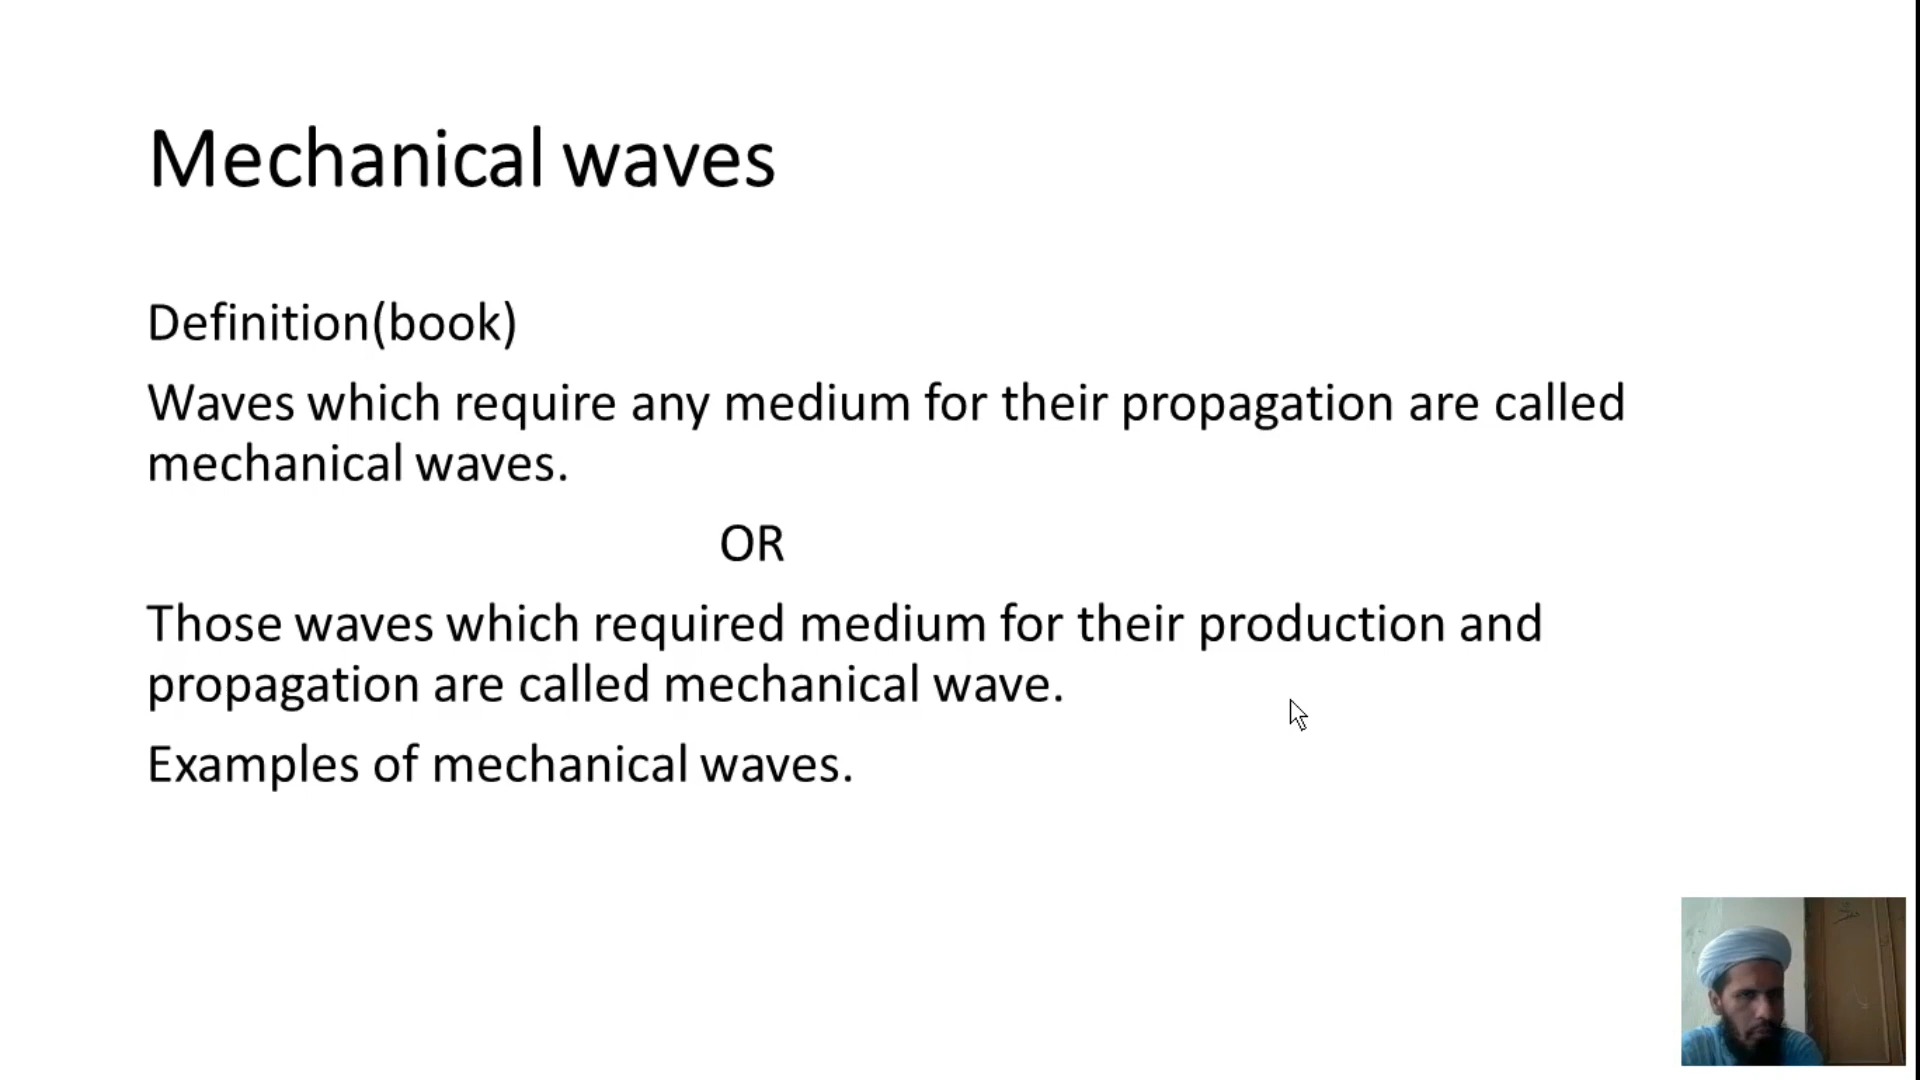 Mechanical waves
Definition(book)
Waves which require any medium for their propagation are called
mechanical waves.
OR
Those waves which required medium for their production and
propagation are called mechanical wave.
Examples of mechanical waves.